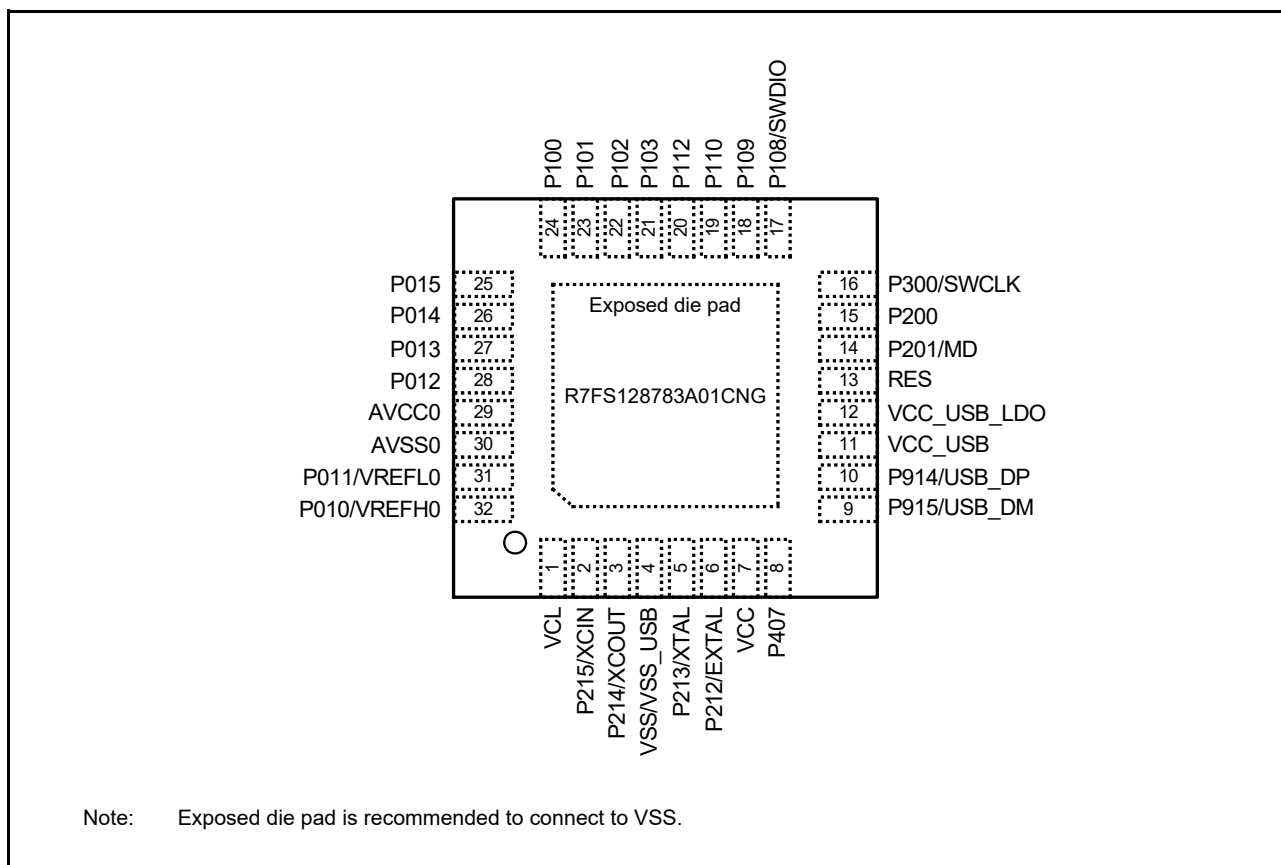 P100
P101
P102
P103
P112
P110
P109
P108/SWDIO
24
23
22
21
20
19
18
17
P015 25
P014 26
P013 27
P012 28
AVCC0 29
AVSS0 30
P011/VREFL0 31
P010/VREFH0 32
Exposed die pad
R7FS128783A01CNG
16 P300/SWCLK
15 P200
14 P201/MD
13 RES
12 VCC_USB_LDO
11 VCC_USB
10 P914/USB_DP
9 P915/USB_DM
1
2
3
4
5
6
7
8
VCL
P215/XCIN
P214/XCOUT
VSS/VSS_USB
P213/XTAL
P212/EXTAL
VCC
P407
Note: Exposed die pad is recommended to connect to VSS.